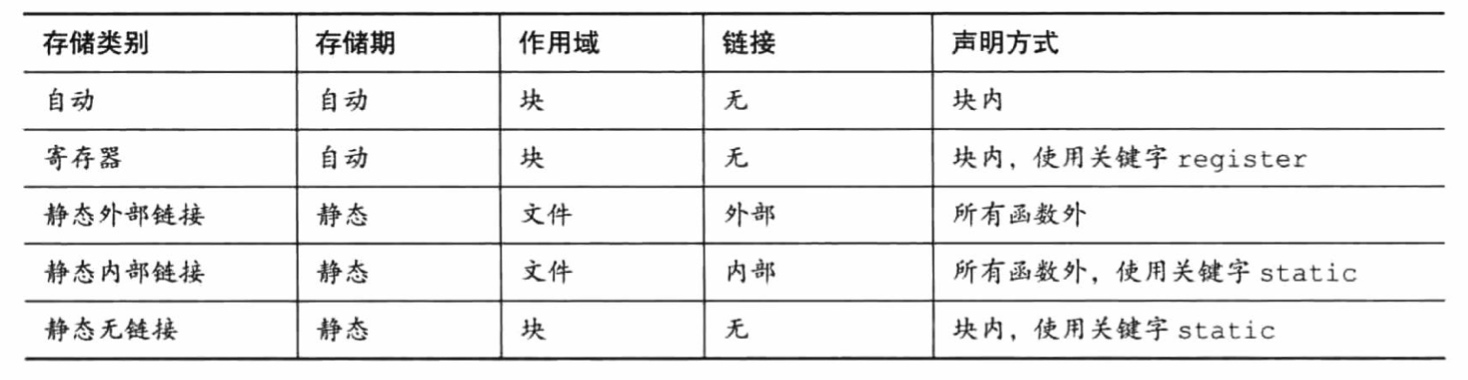 存储类别 存储期 作用域 链接 声明方式
自动 自动 块 无 块内
寄存器 自动 块 无 块内，使用关键字 register
静态外部链接 静态 文件 外部 所有函数外
静态内部链接 静态 文件 内部 所有函数外，使用关键字 static
静态无链接 静态 块 无 块内，使用关键字 static